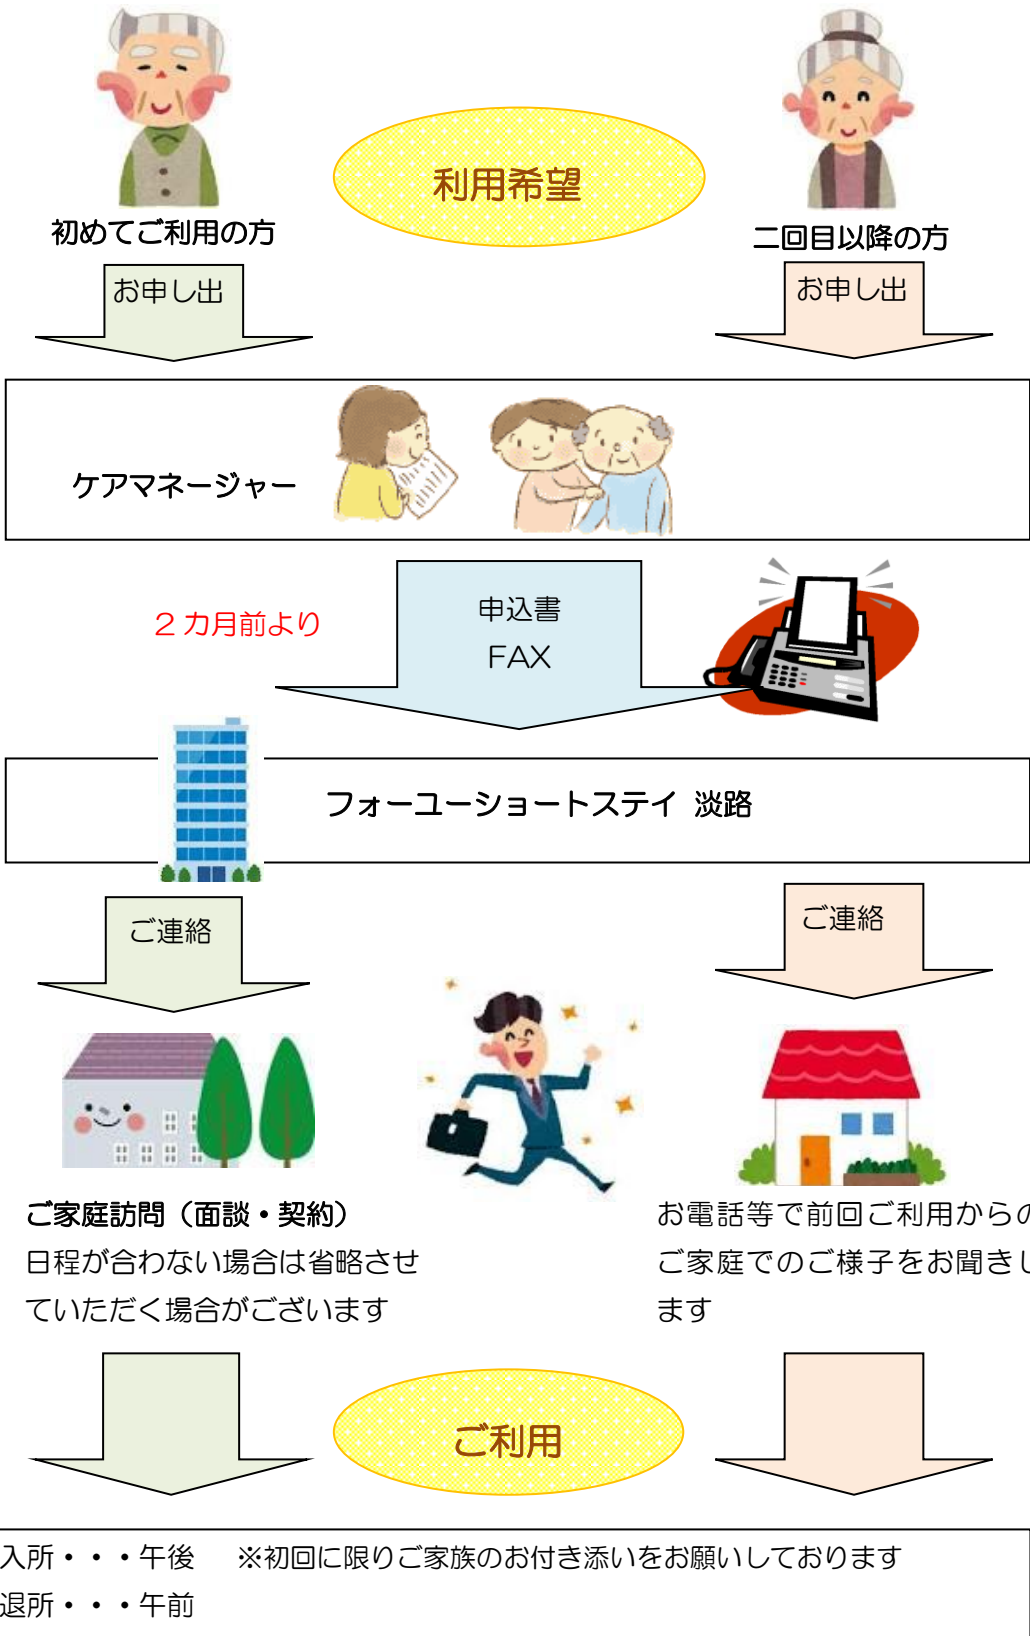 利用希望
初めてご利用の方
二回目以降の方
お申し出
お申し出
ケアマネージャー
２カ月前より
申込書
FAX
フォーユーショートステイ 淡路
ご連絡
ご連絡
ご家庭訪問（面談・契約）
日程が合わない場合は省略させ
ていただく場合がございます
お電話等で前回ご利用からの
ご家庭でのご様子をお聞きし
ます
ご利用
入所・・・午後　※初回に限りご家族のお付き添いをお願いしております
退所・・・午前